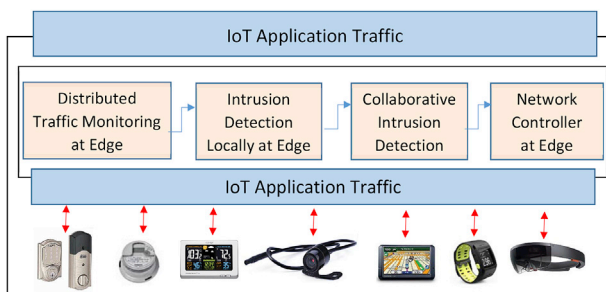 IoT Application Traffic
Distributed
Traffic Monitoring
at Edge
Intrusion
Detection
Locally at Edge
Collaborative
Intrusion
Detection
Network
Controller
at Edge
IoT Application Traffic